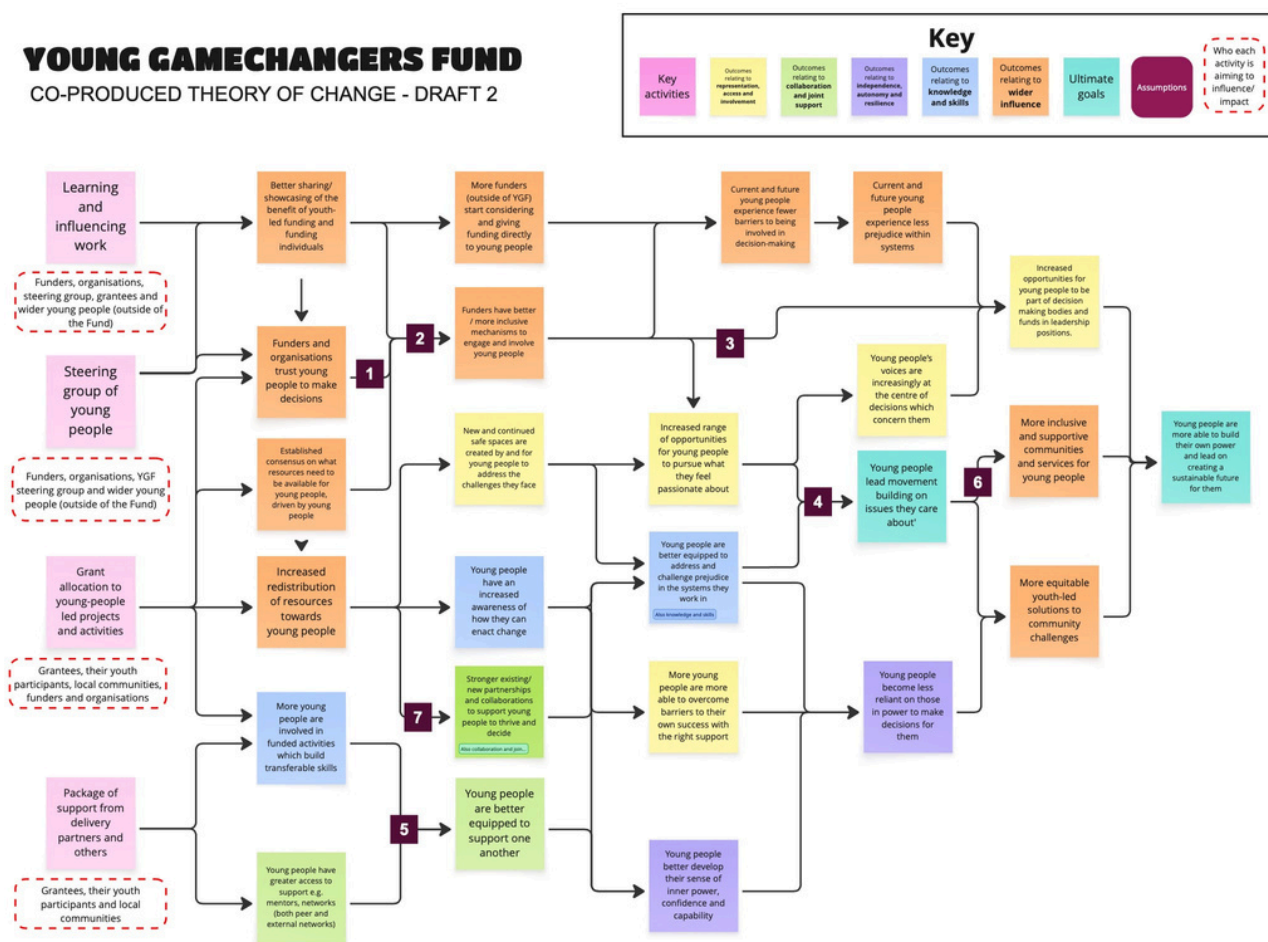 YOUNG GAMECHANGERS FUND
CO-PRODUCED THEORY OF CHANGE - DRAFT 2
Key
Key
activities
Outcomes
relating to
representation,
access and
involvement
Outcomes
relating to
collaboration
and joint
support
Outcomes
relating to
independence,
autonomy and
resilience
Outcomes
relating to
knowledge
and skills
Outcomes
relating to
wider
influence
Ultimate
goals
Assumptions
Who each
activity is
aiming to
influence/
impact
Learning
and
influencing
work
Funders, organisations,
steering group, grantees and
wider young people (outside of
the Fund)
Steering
group of
young
people
Funders, organisations, YGF
steering group and wider young
people (outside of the Fund)
Grant
allocation to
young-people
led projects
and activities
Grantees, their youth
participants, local communities,
funders and organisations
Package of
support from
delivery
partners and
others
Grantees, their youth
participants and local
communities
Better sharing/
showcasing of the
benefit of youth-
led funding and
funding
individuals
Funders and
organisations
trust young
people to make
decisions
Established
consensus on what
resources need to
be available for
young people,
driven by young
people
Increased
redistribution
of resources
towards
young people
More young
people are
involved in
funded activities
which build
transferable skills
Young people have
greater access to
support e.g.
mentors, networks
(both peer and
external networks)
1
2
7
5
More funders
(outside of YGF)
start considering
and giving
funding directly
to young people
Funders have better
/ more inclusive
mechanisms to
engage and involve
young people
New and continued
safe spaces are
created by and for
young people to
address the
challenges they face
Young people
have an
increased
awareness of
how they can
enact change
Stronger existing/
new partnerships
and collaborations
to support young
people to thrive and
decide
Also collaboration and join...
Young people
are better
equipped to
support one
another
Current and future
young people
experience fewer
barriers to being
involved in
decision-making
3
Increased range
of opportunities
for young people
to pursue what
they feel
passionate about
Young people are
better equipped to
address and
challenge prejudice
in the systems they
work in
Also knowledge and skills
More young
people are more
able to overcome
barriers to their
own success with
the right support
Young people
better develop
their sense of
inner power,
confidence and
capability
4
Current and
future young
people
experience less
prejudice within
systems
Young people's
voices are
increasingly at
the centre of
decisions which
concern them
Young people
lead movement
building on
issues they care
about'
Young people
become less
reliant on those
in power to make
decisions for
them
6
Increased
opportunities for
young people to be
part of decision
making bodies and
funds in leadership
positions.
More inclusive
and supportive
communities
and services for
young people
More equitable
youth-led
solutions to
community
challenges
Young people are
more able to build
their own power
and lead on
creating a
sustainable future
for them